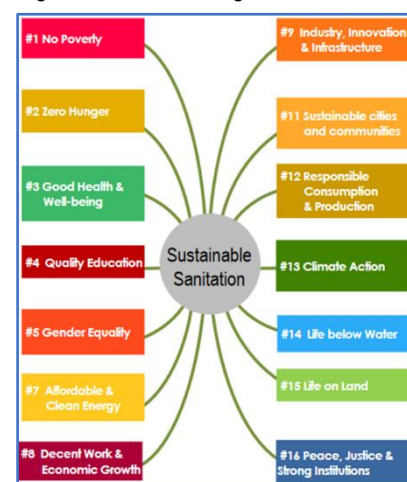 #1 No Poverty
#2 Zero Hunger
#3 Good Health &
Well-being
#4 Quality Education
#5 Gender Equality
#7 Affordable &
Clean Energy
#8 Decent Work &
Economic Growth
Sustainable
Sanitation
#9 Industry, Innovation
& Infrastructure
#11 Sustainable cities
and communities
#12 Responsible
Consumption
& Production
#13 Climate Action
#14 Life below Water
#15 Life on Land
#16 Peace, Justice &
Strong Institutions